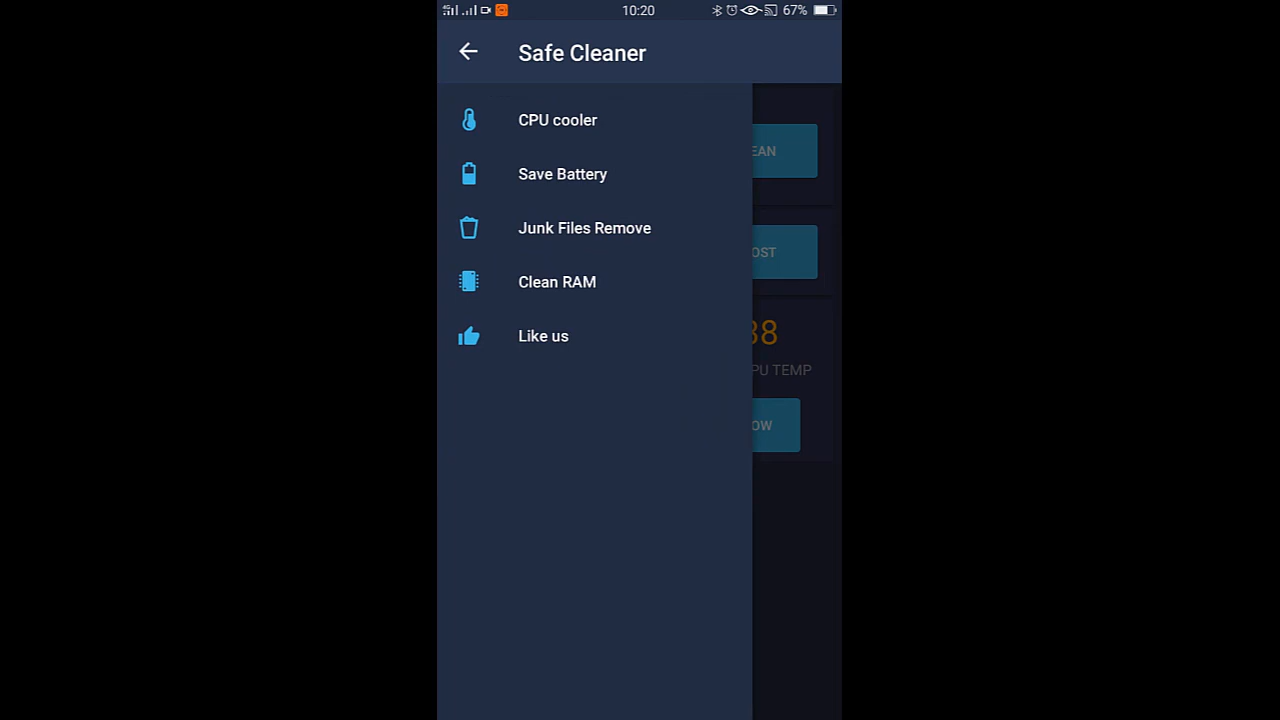 10:20
67%
Safe Cleaner
CPU cooler
Save Battery
Junk Files Remove
Clean RAM
Like us
EAN
OST
38
PU TEMP
OW